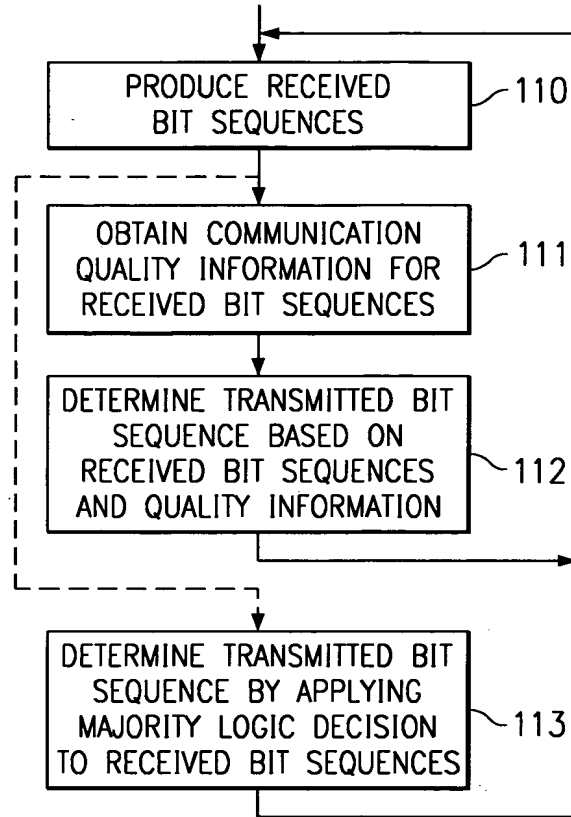 PRODUCE RECEIVED
BIT SEQUENCES
110
OBTAIN COMMUNICATION
QUALITY INFORMATION FOR
RECEIVED BIT SEQUENCES
111
DETERMINE TRANSMITTED BIT
SEQUENCE BASED ON
RECEIVED BIT SEQUENCES
AND QUALITY INFORMATION
112
DETERMINE TRANSMITTED BIT
SEQUENCE BY APPLYING
MAJORITY LOGIC DECISION
TO RECEIVED BIT SEQUENCES
113